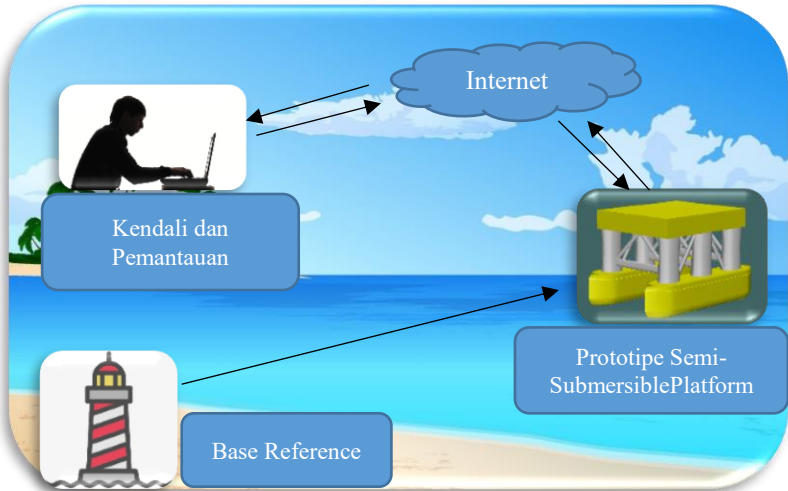 Internet
Kendali dan
Pemantauan
Prototipe Semi-
SubmersiblePlatform
Base Reference